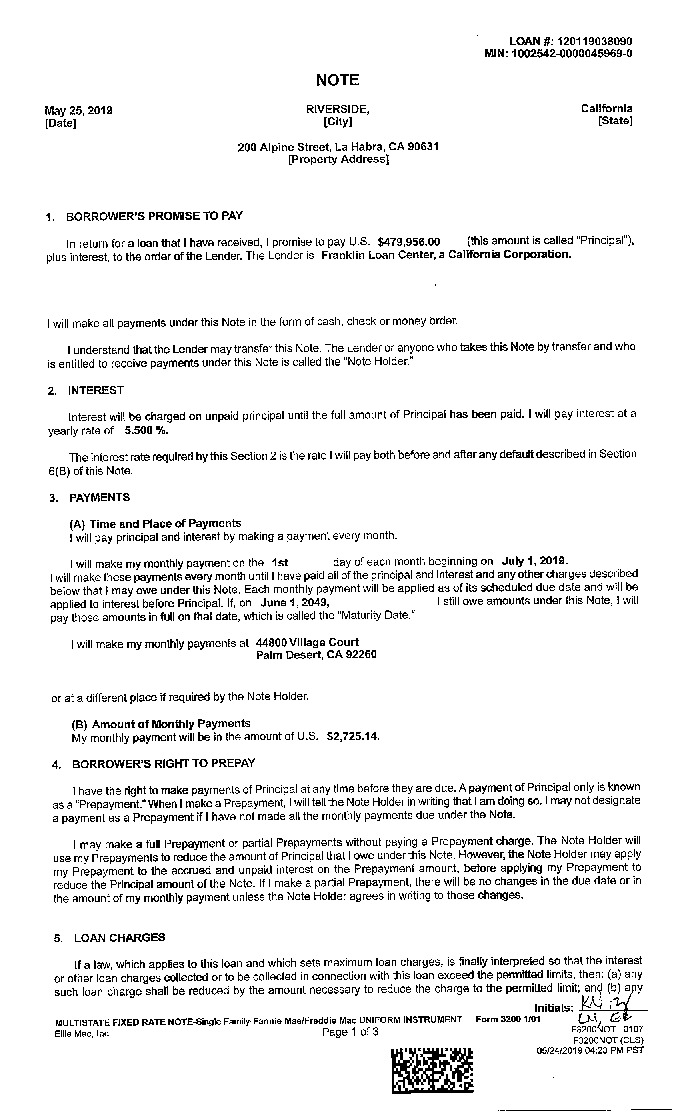 LOAN #: 120119038090
MIN: 1002542-0000045969-0
NOTE
May 25, 2019 RIVERSIDE, California
[Date] [City] [State]
200 Alpine Street, La Habra, CA 90631
[Property Address]
1. BORROWER'S PROMISE TO PAY
In return for a loan that I have received, I promise to pay U.S. $479,956.00 (this amount is called "Principal"),
plus interest, to the order of the Lender. The Lender is Franklin Loan Center, a California Corporation.
I will make all payments under this Note in the form of cash, check or money order.
I understand that the Lender may transfer this Note. The Lender or anyone who takes this Note by transfer and who
is entitled to receive payments under this Note is called the "Note Holder."
2. INTEREST
Interest will be charged on unpaid principal until the full amount of Principal has been paid. I will pay interest at a
yearly rate of 5.500 %.
The interest rate required by this Section 2 is the rate I will pay both before and after any default described in Section
6(B) of this Note.
3. PAYMENTS
(A) Time and Place of Payments
I will pay principal and interest by making a payment every month.
I will make my monthly payment on the 1st day of each month beginning on July 1, 2019.
I will make these payments every month until I have paid all of the principal and interest and any other charges described
below that I may owe under this Note. Each monthly payment will be applied as of its scheduled due date and will be
applied to interest before Principal. If, on June 1, 2049, I still owe amounts under this Note, I will
pay those amounts in full on that date, which is called the "Maturity Date."
I will make my monthly payments at 44800 Village Court
Palm Desert, CA 92260
or at a different place if required by the Note Holder.
(B) Amount of Monthly Payments
My monthly payment will be in the amount of U.S. $2,725.14.
4. BORROWER'S RIGHT TO PREPAY
I have the right to make payments of Principal at any time before they are due. A payment of Principal only is known
as a "Prepayment." When I make a Prepayment, I will tell the Note Holder in writing that I am doing so. I may not designate
a payment as a Prepayment if I have not made all the monthly payments due under the Note.
I may make a full Prepayment or partial Prepayments without paying a Prepayment charge. The Note Holder will
use my Prepayments to reduce the amount of Principal that I owe under this Note. However, the Note Holder may apply
my Prepayment to the accrued and unpaid interest on the Prepayment amount, before applying my Prepayment to
reduce the Principal amount of the Note. If I make a partial Prepayment, there will be no changes in the due date or in
the amount of my monthly payment unless the Note Holder agrees in writing to those changes.
5. LOAN CHARGES
If a law, which applies to this loan and which sets maximum loan charges, is finally interpreted so that the interest
or other loan charges collected or to be collected in connection with this loan exceed the permitted limits, then: (a) any
such loan charge shall be reduced by the amount necessary to reduce the charge to the permitted limit; and (b) any
Initials:
MULTISTATE FIXED RATE NOTE-Single Family-Fannie Mae/Freddie Mac UNIFORM INSTRUMENT Form 3200 1/01
Ellie Mae, Inc. Page 1 of 3 F3200NOT 0107
F3200NOT (CLS)
05/24/2019 04:23 PM PST